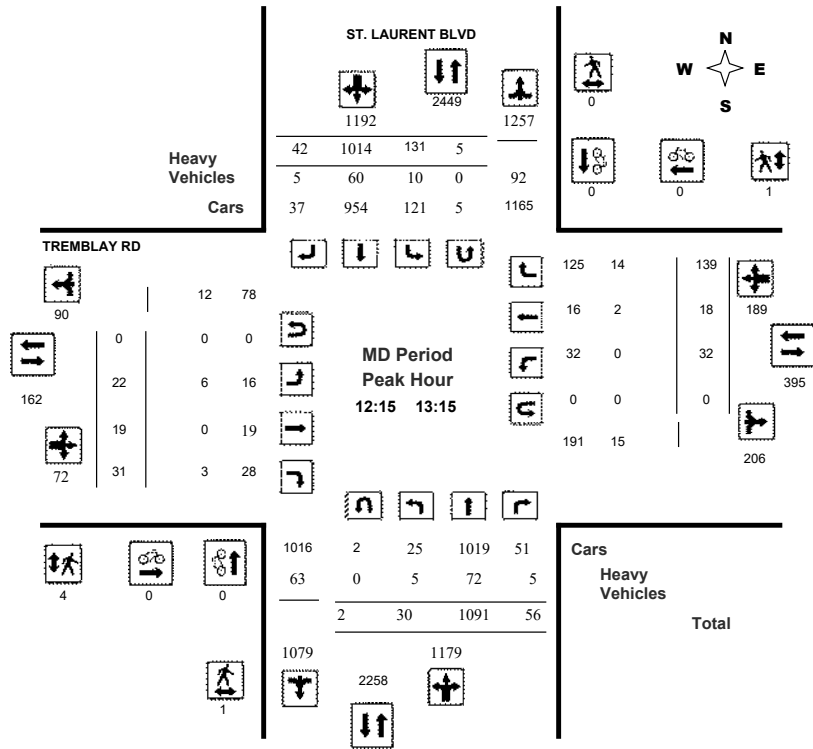 ST. LAURENT BLVD
N
W E
S
0
2449
1192 1257
42 1014 131 5
Heavy
Vehicles
5 60 10 0 92
0 0 1
Cars 37 954 121 5 1165
TREMBLAY RD
125 14 139
90 12 78
16 2 18 189
0 0 0
MD Period
Peak Hour
12:15 13:15
32 0 32
162 22 6 16
395
0 0 0
19 0 19
191 15
206
72 31 3 28
1016 2 25 1019 51 Cars
63 0 5 72 5 Heavy
Vehicles
4 0 0
2 30 1091 56 Total
1079 2258 1179
1